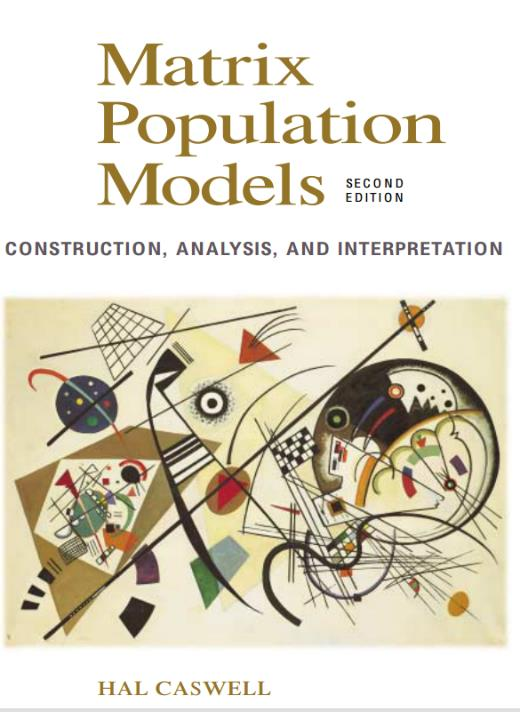 Matrix
Population
Models
SECOND
EDITION
CONSTRUCTION, ANALYSIS, AND INTERPRETATION
HAL CASWELL